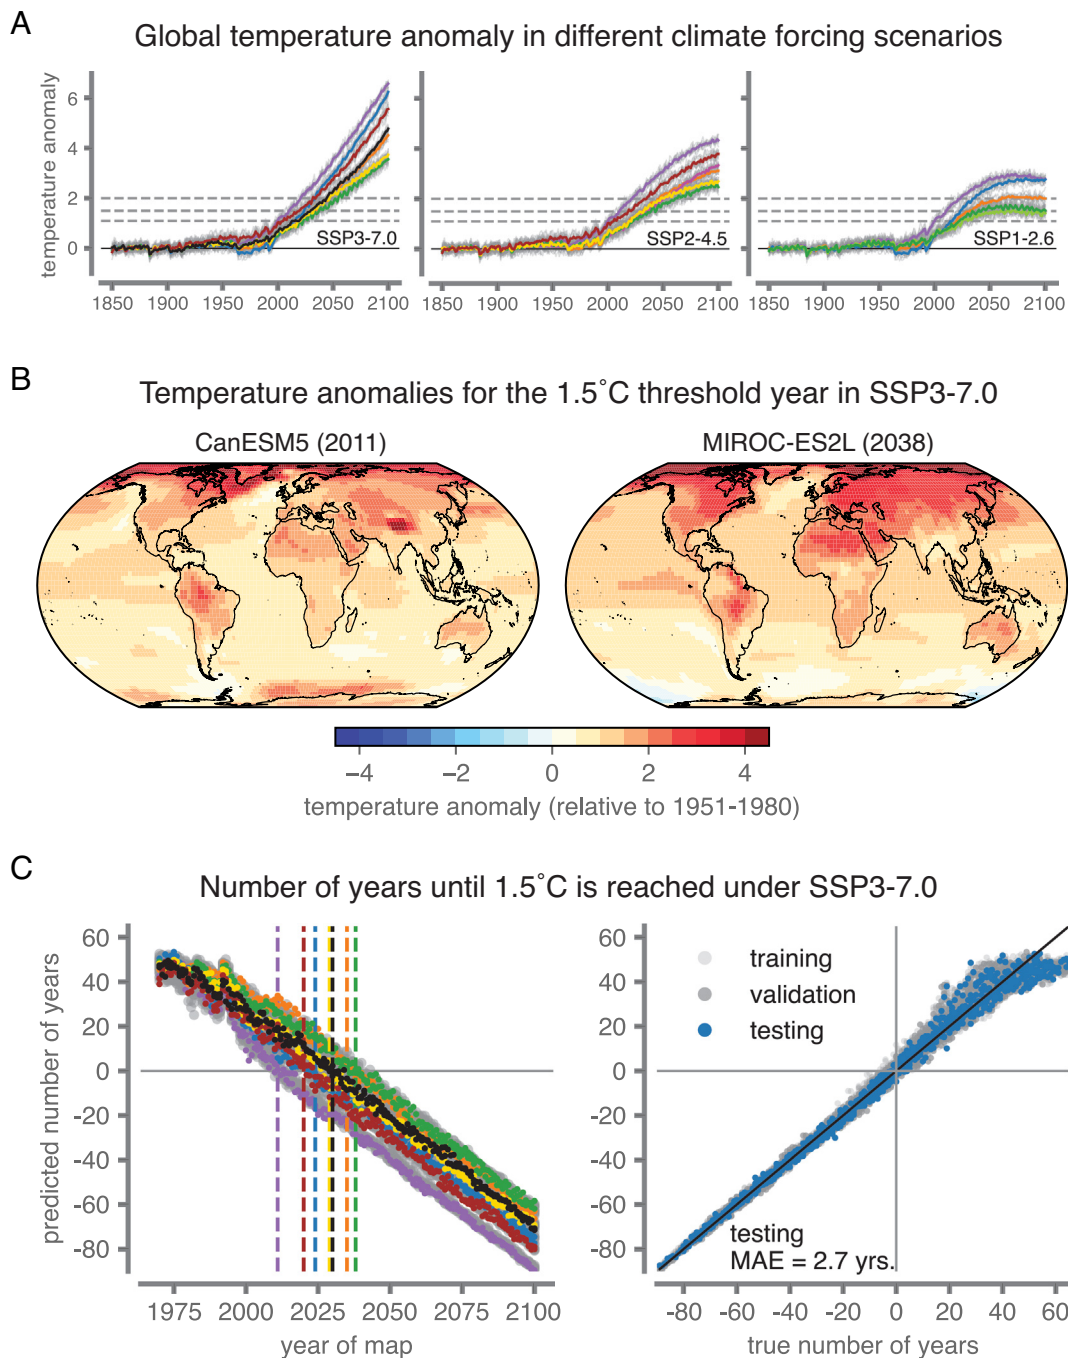 A
Global temperature anomaly in different climate forcing scenarios
temperature anomaly
6
4
2
0
SSP3-7.0
SSP2-4.5
SSP1-2.6
1850 1900 1950 2000 2050 2100
1850 1900 1950 2000 2050 2100
1850 1900 1950 2000 2050 2100
B
Temperature anomalies for the 1.5°C threshold year in SSP3-7.0
CanESM5 (2011)
MIROC-ES2L (2038)
−4 −2 0 2 4
temperature anomaly (relative to 1951-1980)
C
Number of years until 1.5°C is reached under SSP3-7.0
predicted number of years
60
40
20
0
-20
-40
-60
-80
1975 2000 2025 2050 2075 2100
year of map
60
40
20
0
-20
-40
-60
-80
training
validation
testing
testing
MAE = 2.7 yrs.
-80 -60 -40 -20 0 20 40 60
true number of years